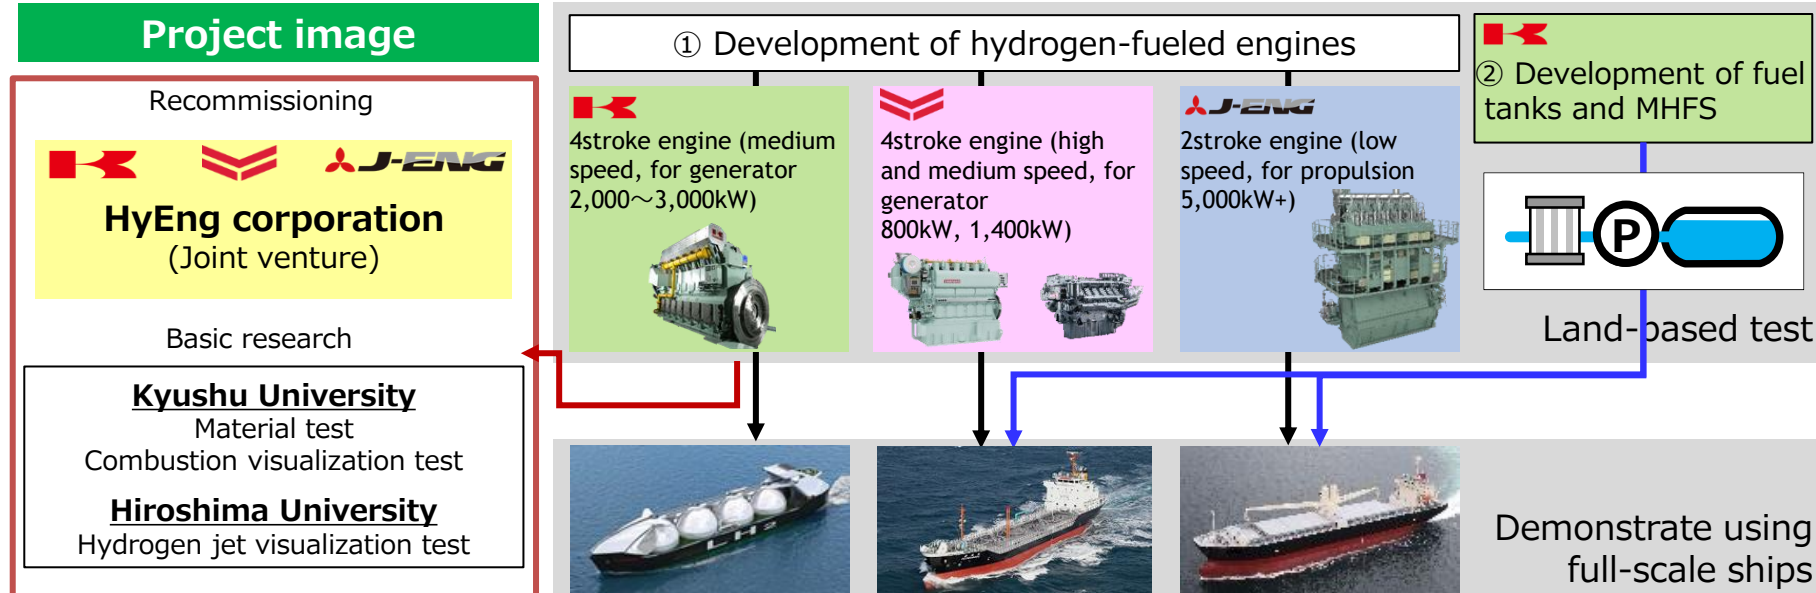 Project image
Recommissioning
J-ENG
HyEng corporation
(Joint venture)
Basic research
Kyushu University
Material test
Combustion visualization test
Hiroshima University
Hydrogen jet visualization test
① Development of hydrogen-fueled engines
4stroke engine (medium
speed, for generator
2,000～3,000kW)
4stroke engine (high
and medium speed, for
generator
800kW, 1,400kW)
J-ENG
2stroke engine (low
speed, for propulsion
5,000kW+)
② Development of fuel
tanks and MHFS
P
Land-based test
LH2
Demonstrate using
full-scale ships